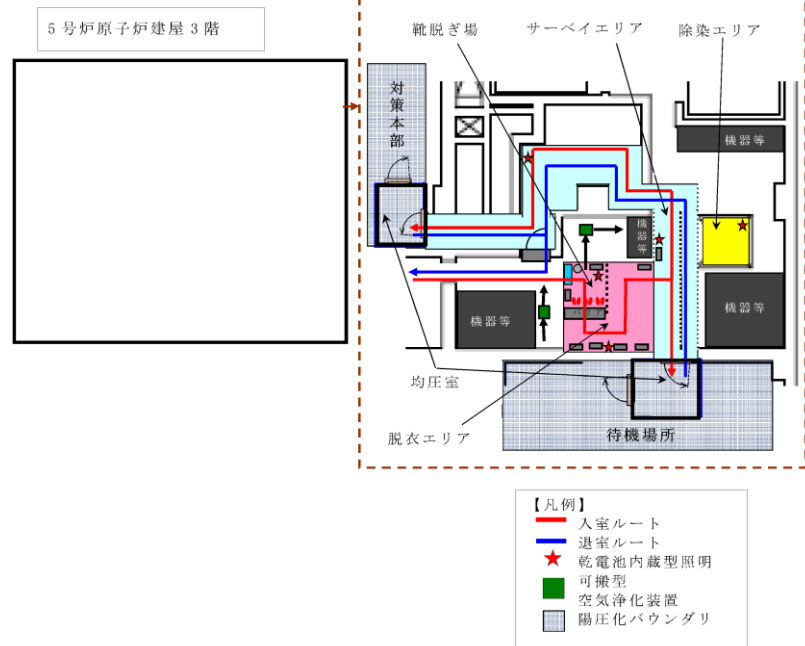 5号炉原子炉建屋3階
靴脱ぎ場
サーベイエリア
除染エリア
対策本部
機器等
機器等
機器等
機器等
バリア
均圧室
脱衣エリア
待機場所
【凡例】
入室ルート
退室ルート
乾電池内蔵型照明
可搬型
空気浄化装置
陽圧化バウンダリ